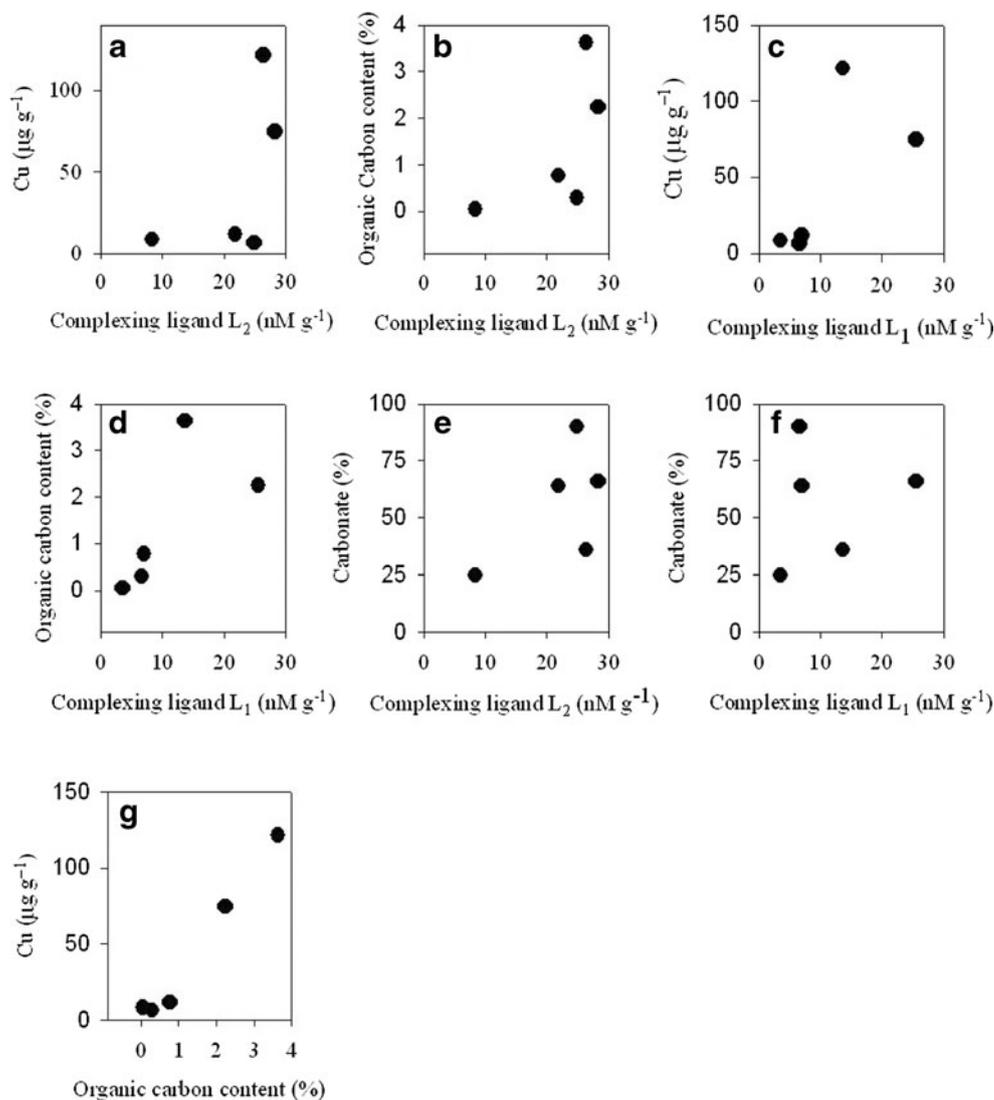 a
Cu (µg g⁻¹)
100
50
0
0 10 20 30
Complexing ligand L₂ (nM g⁻¹)
b
Organic Carbon content (%)
4
3
2
1
0
0 10 20 30
Complexing ligand L₂ (nM g⁻¹)
c
Cu (µg g⁻¹)
150
100
50
0
0 10 20 30
Complexing ligand L₁ (nM g⁻¹)
d
Organic carbon content (%)
4
3
2
1
0
0 10 20 30
Complexing ligand L₁ (nM g⁻¹)
e
Carbonate (%)
100
75
50
25
0
0 10 20 30
Complexing ligand L₂ (nM g⁻¹)
f
Carbonate (%)
100
75
50
25
0
0 10 20 30
Complexing ligand L₁ (nM g⁻¹)
g
Cu (µg g⁻¹)
150
100
50
0
0 1 2 3 4
Organic carbon content (%)